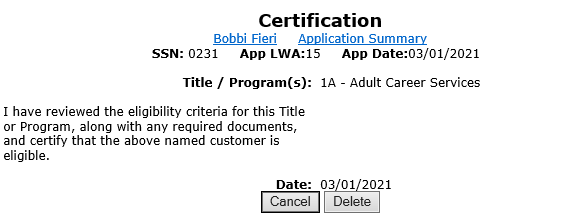 Certification
Bobbi Fieri Application Summary
SSN: 0231 App LWA:15 App Date:03/01/2021
Title / Program(s): 1A - Adult Career Services
I have reviewed the eligibility criteria for this Title
or Program, along with any required documents,
and certify that the above named customer is
eligible.
Date: 03/01/2021
Cancel Delete